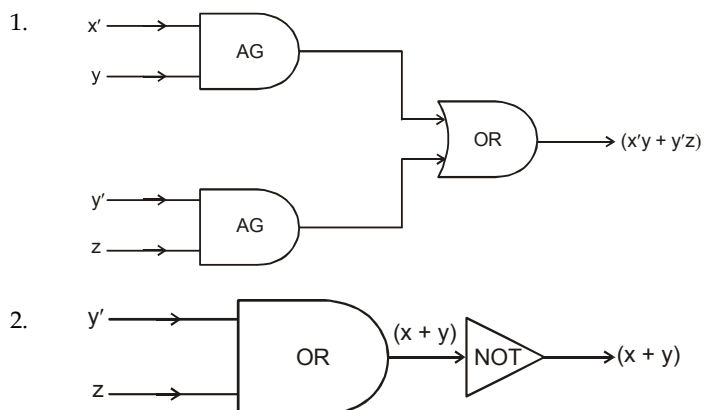 1.
x′
AG
y
OR
(x′y + y′z)
y′
AG
z
2.
y′
OR
(x + y)
NOT
(x + y)
z